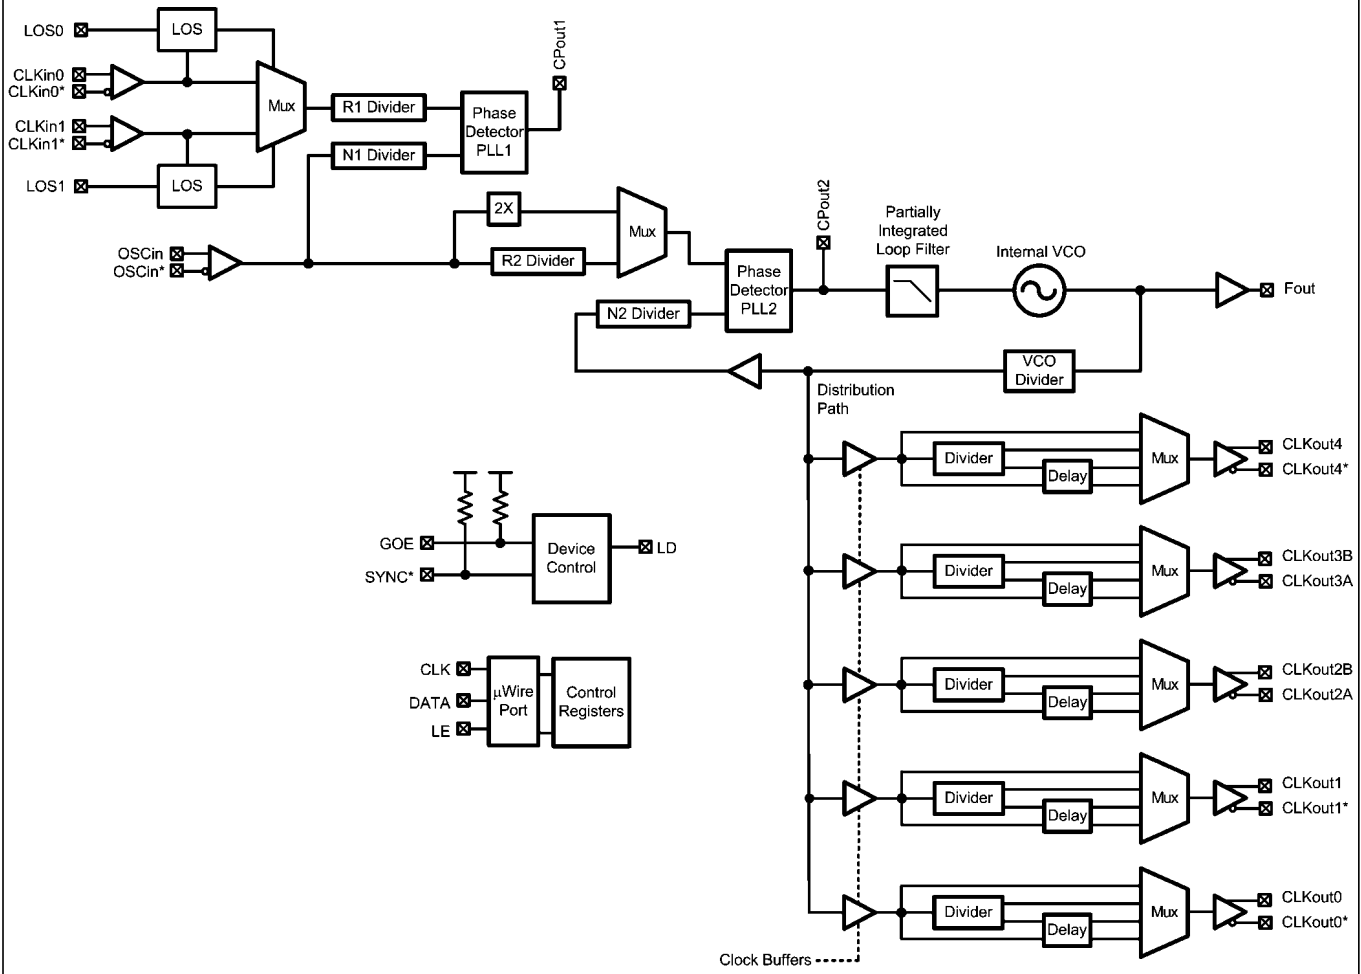 LOS0
LOS
CPout1
CLKin0
CLKin0*
Mux
R1 Divider
Phase
Detector
PLL1
CLKin1
CLKin1*
N1 Divider
LOS1
LOS
2X
CPout2
Partially
Integrated
Loop Filter
Mux
OSCin
OSCin*
R2 Divider
Internal VCO
Phase
Detector
PLL2
Fout
N2 Divider
VCO
Divider
Distribution
Path
Divider
Delay
Mux
CLKout4
CLKout4*
GOE
SYNC*
Device
Control
LD
Divider
Delay
Mux
CLKout3B
CLKout3A
CLK
DATA
LE
µWire
Port
Control
Registers
Divider
Delay
Mux
CLKout2B
CLKout2A
Divider
Delay
Mux
CLKout1
CLKout1*
Divider
Delay
Mux
CLKout0
CLKout0*
Clock Buffers